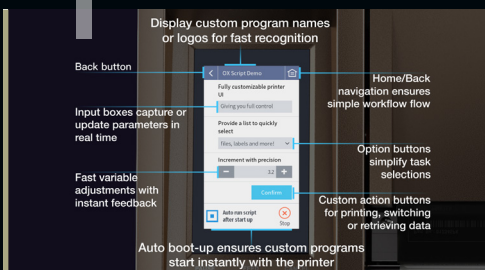 Display custom program names
or logos for fast recognition
Back button
OX Script Demo
Home/Back
navigation ensures
simple workflow flow
Fully customizable printer
UI
Giving you full control
Input boxes capture or
update parameters in
real time
Provide a list to quickly
select
files, labels and more!
Option buttons
simplify task
selections
Increment with precision
12
Fast variable
adjustments with
instant feedback
Confirm
Custom action buttons
for printing, switching
or retrieving data
Auto run script
after start up
Stop
Auto boot-up ensures custom programs
start instantly with the printer